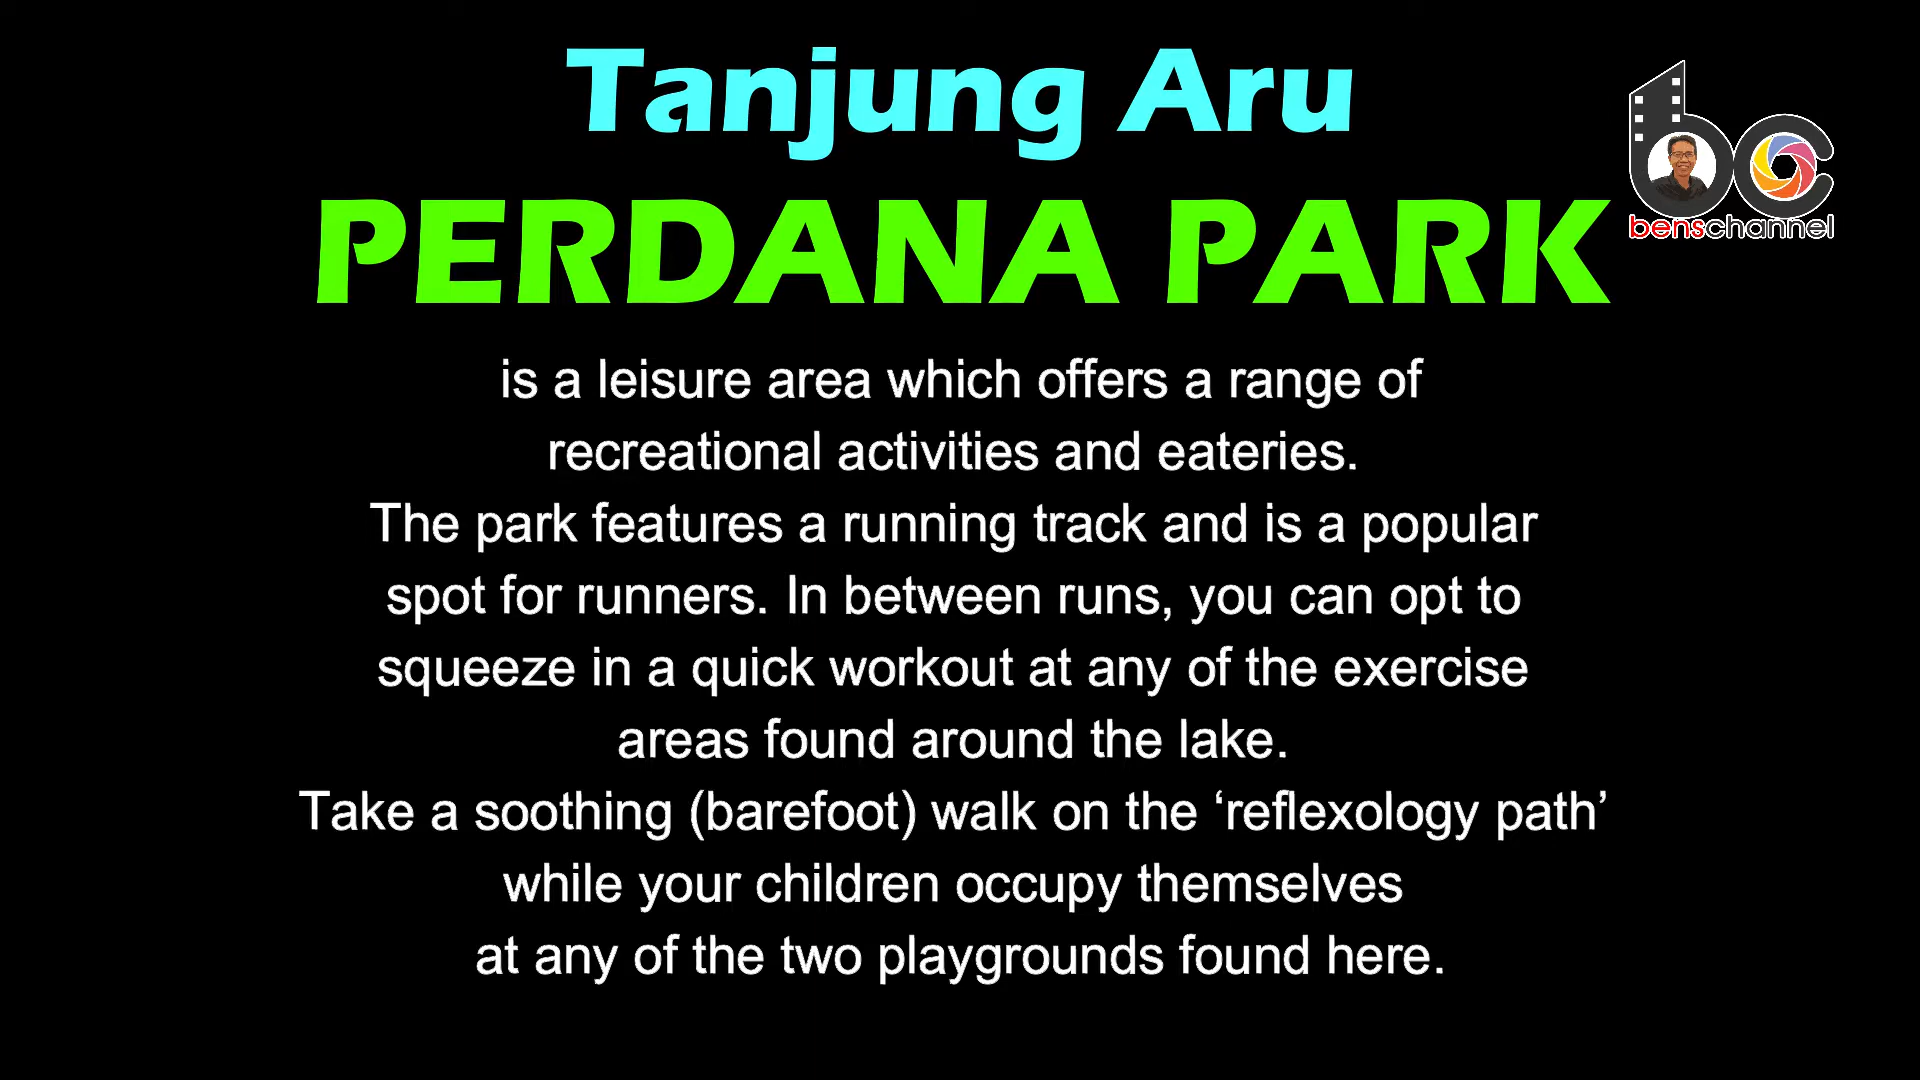 Tanjung Aru
PERDANA PARK
benschannel
is a leisure area which offers a range of
recreational activities and eateries.
The park features a running track and is a popular
spot for runners. In between runs, you can opt to
squeeze in a quick workout at any of the exercise
areas found around the lake.
Take a soothing (barefoot) walk on the ‘reflexology path’
while your children occupy themselves
at any of the two playgrounds found here.